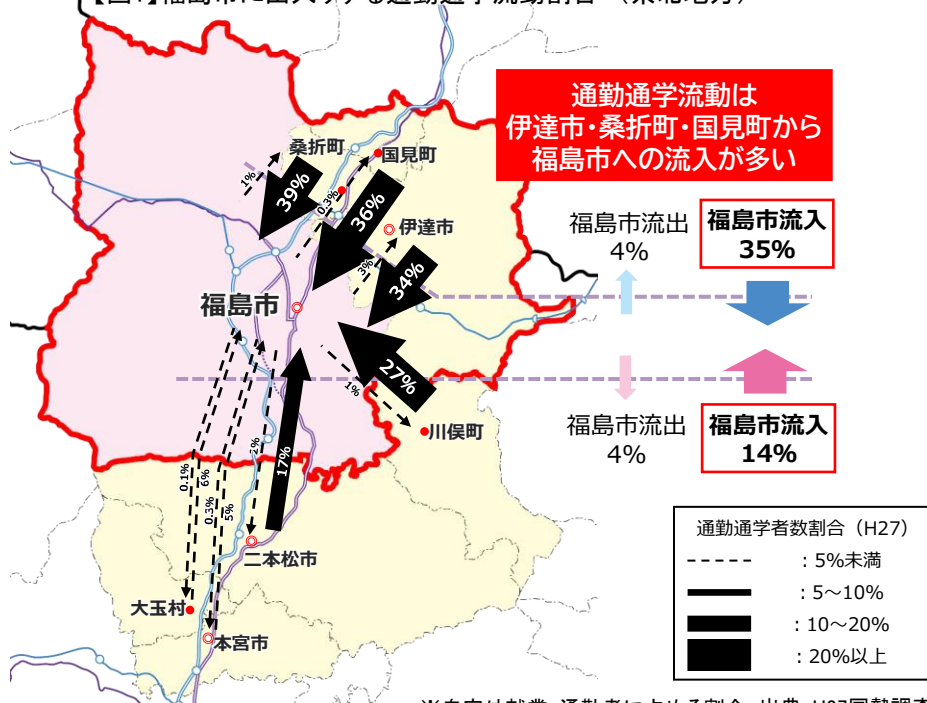 通勤通学流動は
伊達市・桑折町・国見町から
福島市への流入が多い
桑折町
国見町
1%
39%
0.3%
36%
伊達市
3%
34%
福島市流出
4%
福島市流入
35%
福島市
27%
1%
川俣町
福島市流出
4%
福島市流入
14%
2%
17%
0.1%
6%
0.3%
5%
二本松市
大玉村
本宮市
通勤通学者数割合（H27）
：5%未満
：5～10%
：10～20%
：20%以上